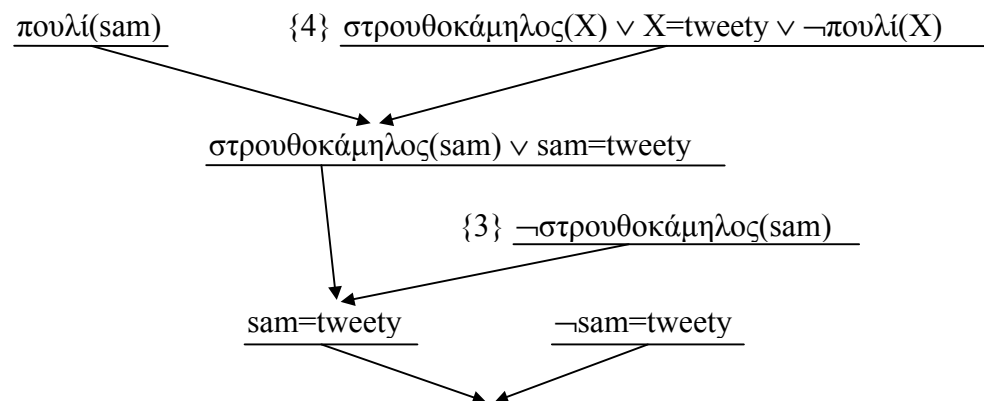 πουλί(sam) {4} στρουθοκάμηλος(X) ∨ X=tweety ∨ ¬πουλί(X)
στρουθοκάμηλος(sam) ∨ sam=tweety
{3} ¬στρουθοκάμηλος(sam)
sam=tweety ¬sam=tweety